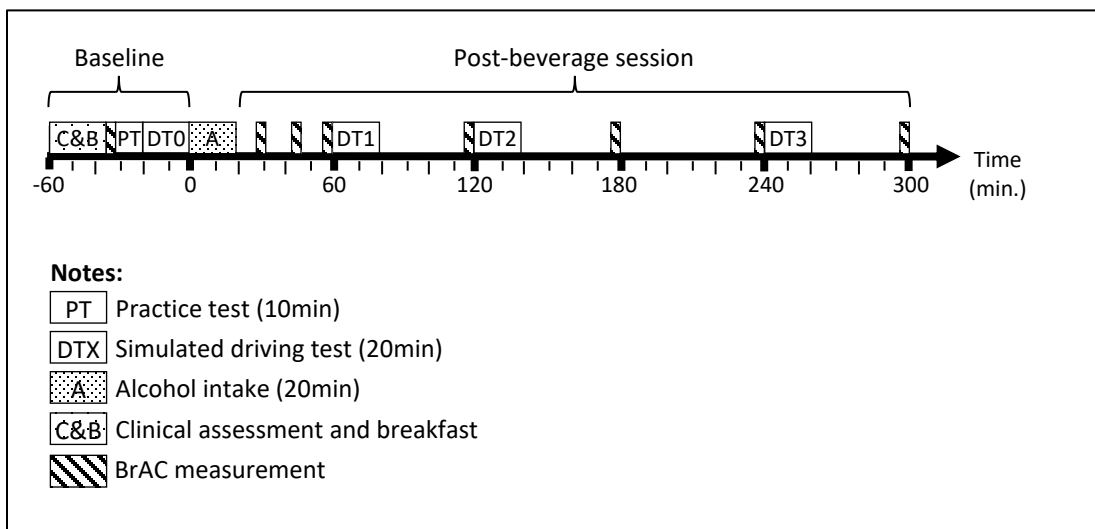 Baseline Post-beverage session
C&B PT DT0 A DT1 DT2 DT3
Time
(min.)
-60 0 60 120 180 240 300
Notes:
PT Practice test (10min)
DTX Simulated driving test (20min)
A Alcohol intake (20min)
C&B Clinical assessment and breakfast
BrAC measurement